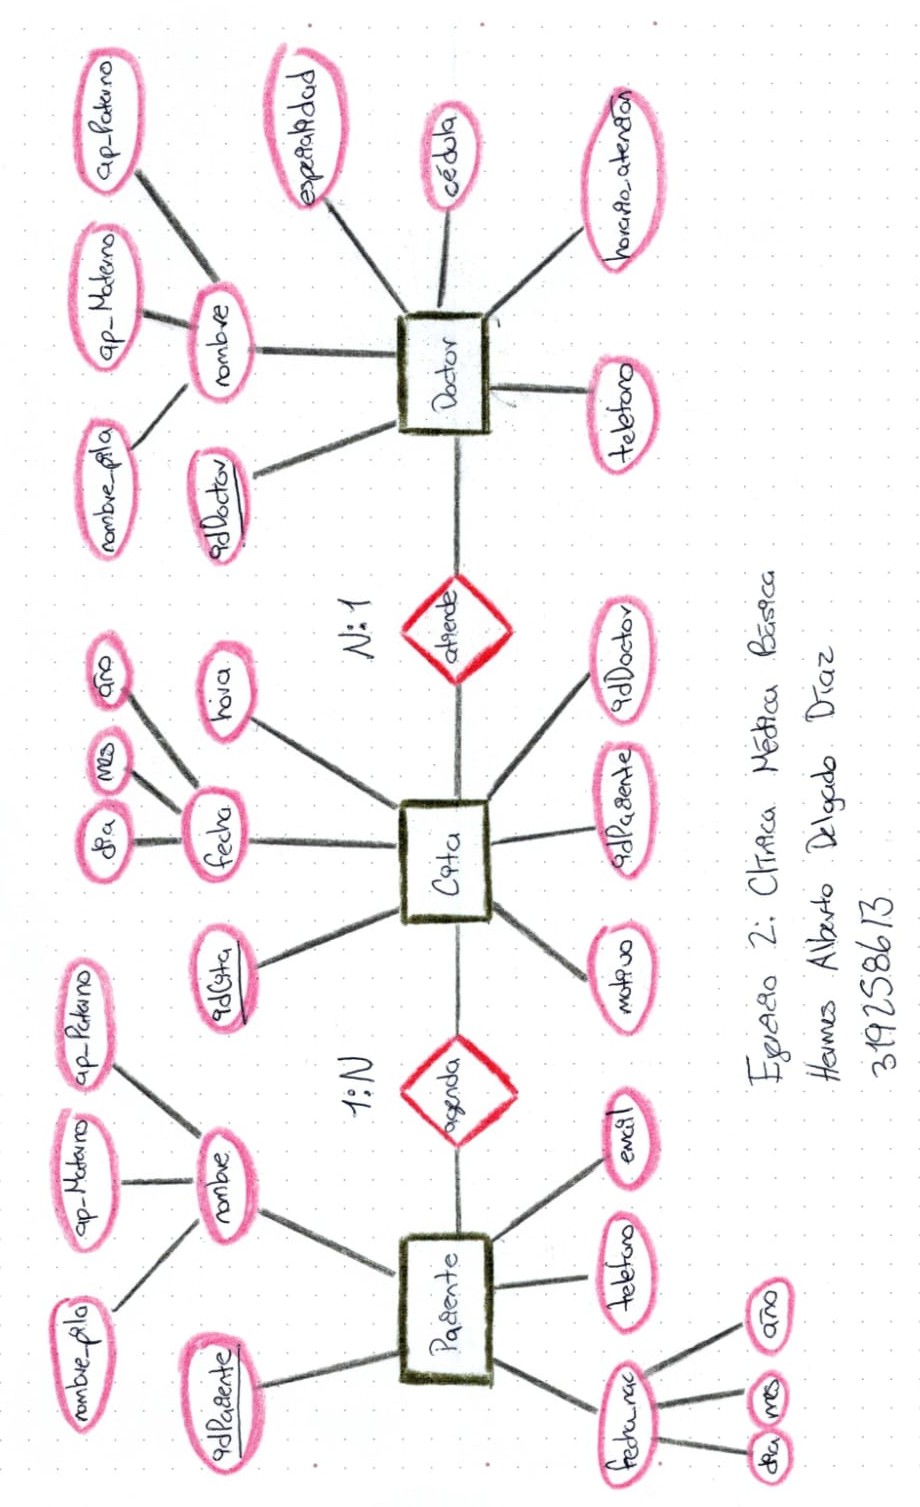 nombre_pila
ap_Materno
ap_Paterno
dia
mes
año
nombre_pila
ap_Materno
ap_Paterno
idPaciente
nombre
idCita
fecha
hora
idDoctor
nombre
especialidad
1:N
N:1
Paciente
agenda
Cita
atiende
Doctor
cédula
fecha_nac
telefono
email
motivo
idPaciente
idDoctor
telefono
horario_atención
dia
mes
año
Ejercicio 2: Clínica Médica Básica
Hermes Alberto Delgado Díaz
319258613